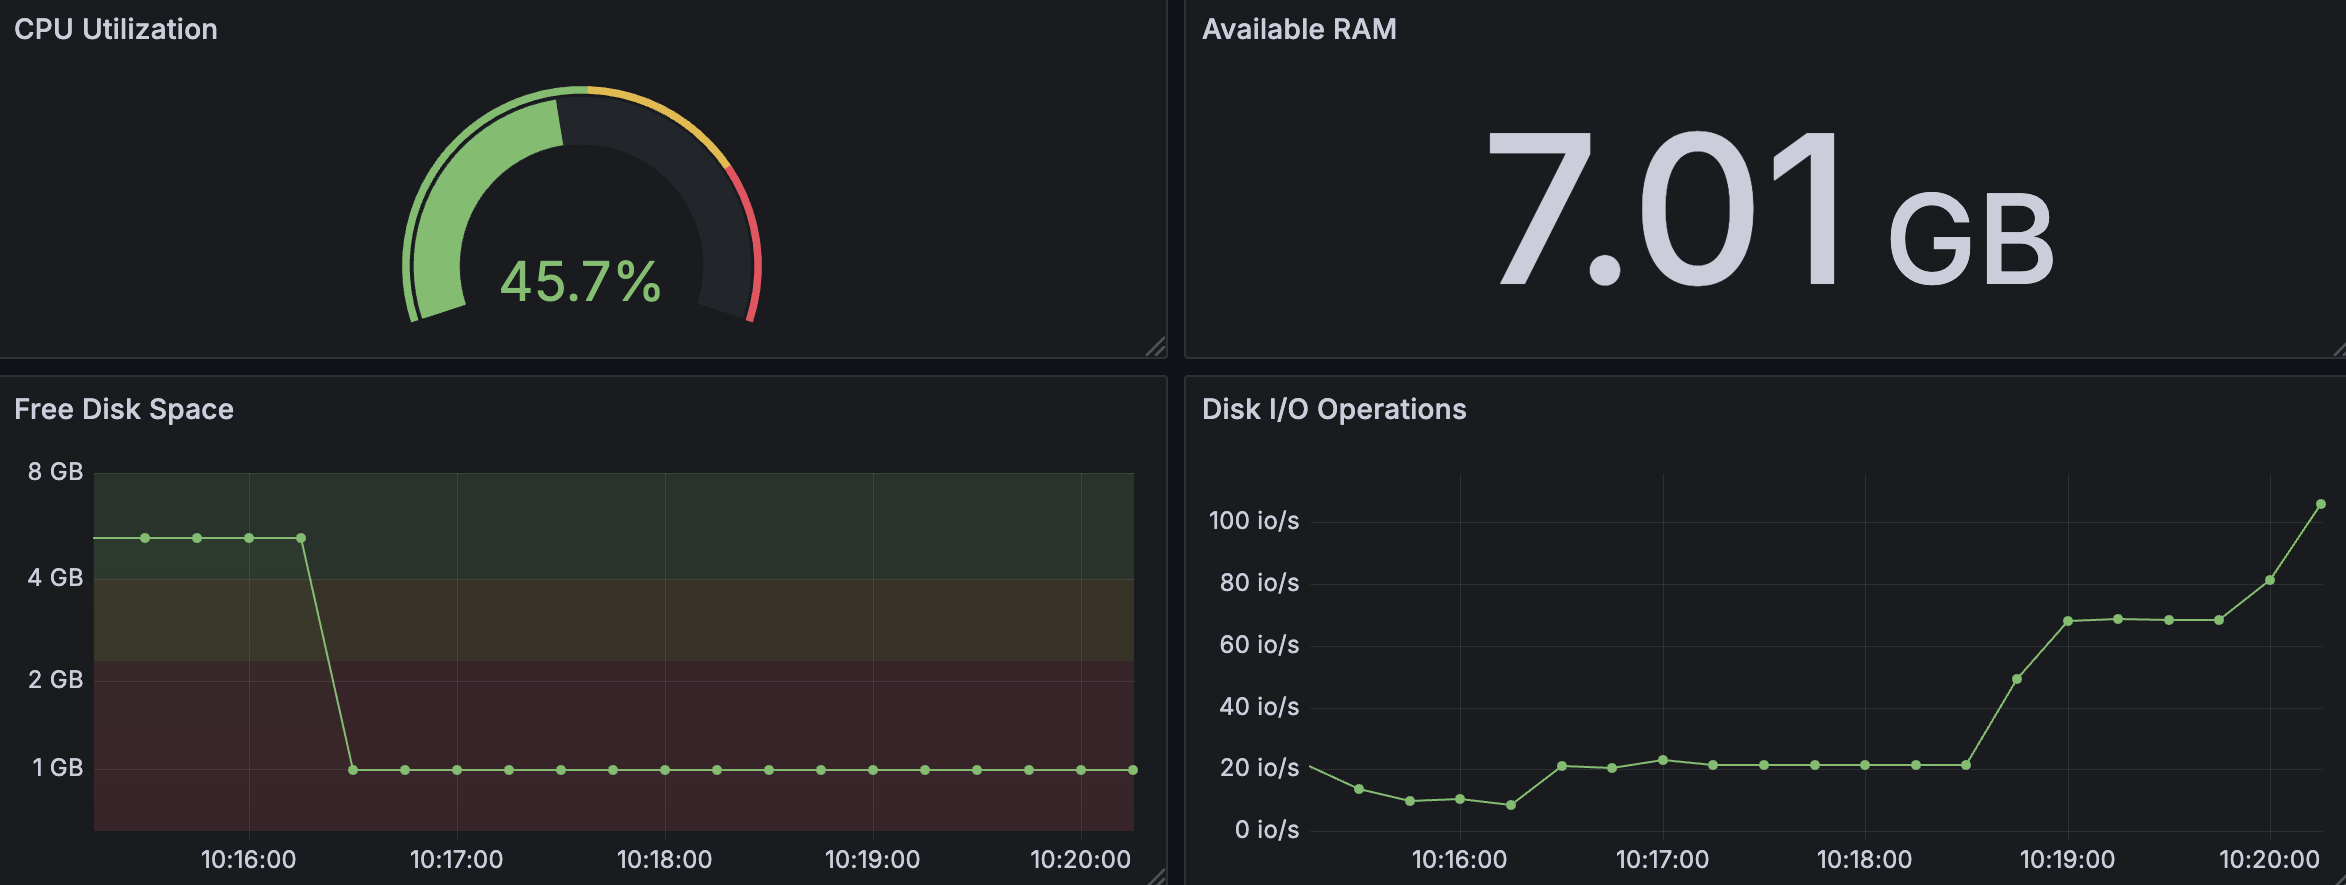 CPU Utilization
45.7%
Available RAM
7.01 GB
Free Disk Space
8 GB
4 GB
2 GB
1 GB
10:16:00 10:17:00 10:18:00 10:19:00 10:20:00
Disk I/O Operations
100 io/s
80 io/s
60 io/s
40 io/s
20 io/s
0 io/s
10:16:00 10:17:00 10:18:00 10:19:00 10:20:00